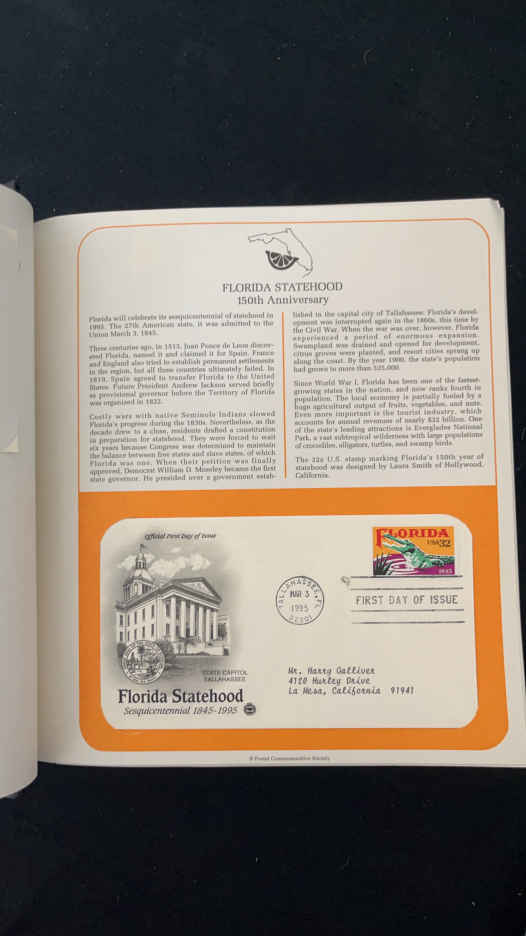 FLORIDA STATEHOOD
150th Anniversary
Florida will celebrate its sesquicentennial of statehood in
1995. The 27th American state, it was admitted to the
Union March 3, 1845.
Three centuries ago, in 1513, Juan Ponce de Leon discov-
ered Florida, named it and claimed it for Spain. France
and England also tried to establish permanent settlements
in the region, but all three countries ultimately failed. In
1819, Spain agreed to transfer Florida to the United
States. Future President Andrew Jackson served briefly
as provisional governor before the Territory of Florida
was organized in 1822.
Costly wars with native Seminole Indians slowed
Florida's progress during the 1830s. Nonetheless, as the
decade drew to a close, residents drafted a constitution
in preparation for statehood. They were forced to wait
six years because Congress was determined to maintain
the balance between free states and slave states, of which
Florida was one. When their petition was finally
approved, Democrat William D. Moseley became the first
state governor. He presided over a government estab-
lished in the capital city of Tallahassee. Florida's devel-
opment was interrupted again in the 1860s, this time by
the Civil War. When the war was over, however, Florida
experienced a period of enormous expansion.
Swampland was drained and opened for development,
citrus groves were planted, and resort cities sprang up
along the coast. By the year 1900, the state's population
had grown to more than 525,000.
Since World War I, Florida has been one of the fastest-
growing states in the nation, and now ranks fourth in
population. The local economy is partially fueled by a
huge agricultural output of fruits, vegetables, and nuts.
Even more important is the tourist industry, which
accounts for annual revenues of nearly $32 billion. One
of the state's leading attractions is Everglades National
Park, a vast subtropical wilderness with large populations
of crocodiles, alligators, turtles, and swamp birds.
The 32¢ U.S. stamp marking Florida's 150th year of
statehood was designed by Laura Smith of Hollywood,
California.
Official First Day of Issue
FLORIDA
USA 32
1845
TALLAHASSEE, FL
MAR 3
1995
32301
FIRST DAY OF ISSUE
STATE CAPITOL
TALLAHASSEE
Florida Statehood
Sesquicentennial 1845-1995
Mr. Harry Galliver
4120 Hurley Drive
La Mesa, California 91941
© Postal Commemorative Society